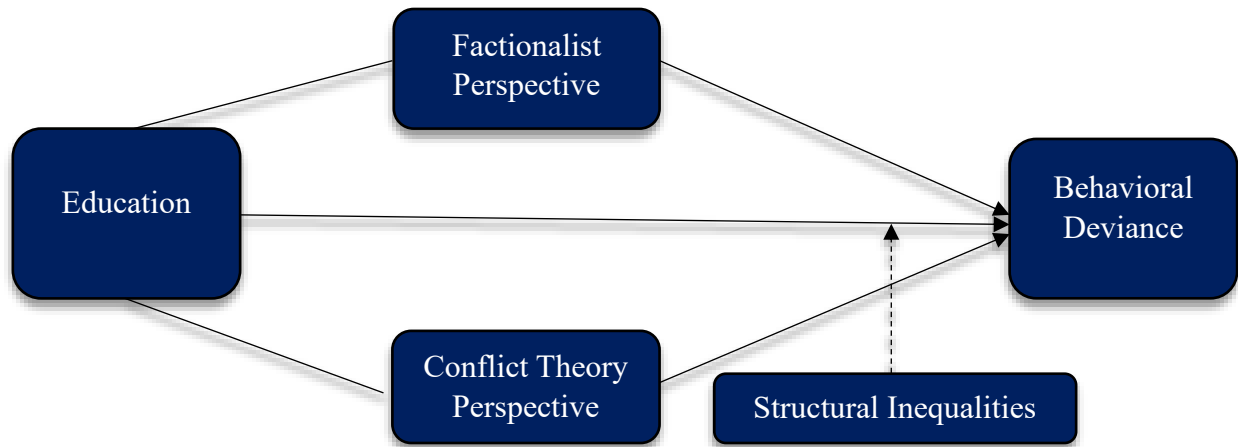 Factionalist
Perspective
Education
Behavioral
Deviance
Conflict Theory
Perspective
Structural Inequalities